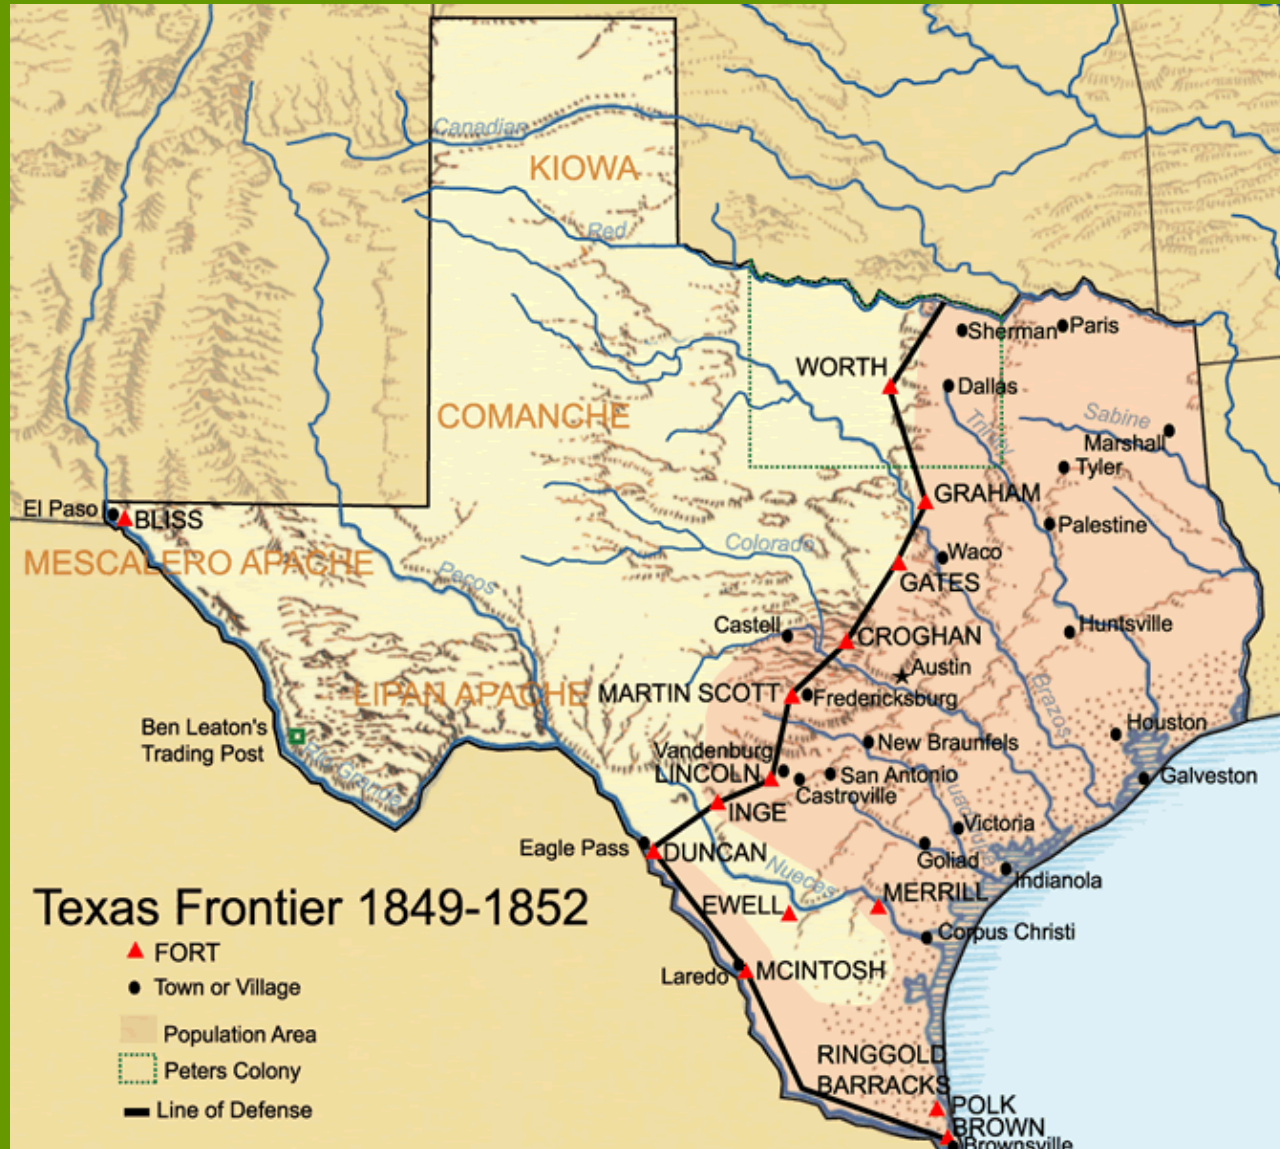 Canadian
KIOWA
Red
Sherman
Paris
WORTH
Dallas
COMANCHE
Trinity
Sabine
Marshall
Tyler
GRAHAM
El Paso
BLISS
Palestine
Colorado
Waco
MESCALERO APACHE
Pecos
GATES
Castell
CROGHAN
Huntsville
Austin
LIPAN APACHE
MARTIN SCOTT
Fredericksburg
Brazos
Ben Leaton's
Trading Post
Rio Grande
Houston
New Braunfels
Vandenburg
LINCOLN
San Antonio
Castroville
Galveston
INGE
Guadalupe
Victoria
Eagle Pass
DUNCAN
Goliad
Indianola
Nueces
MERRILL
EWELL
Texas Frontier 1849-1852
Corpus Christi
FORT
Laredo
MCINTOSH
Town or Village
Population Area
RINGGOLD
BARRACKS
Peters Colony
POLK
Line of Defense
BROWN
Brownsville